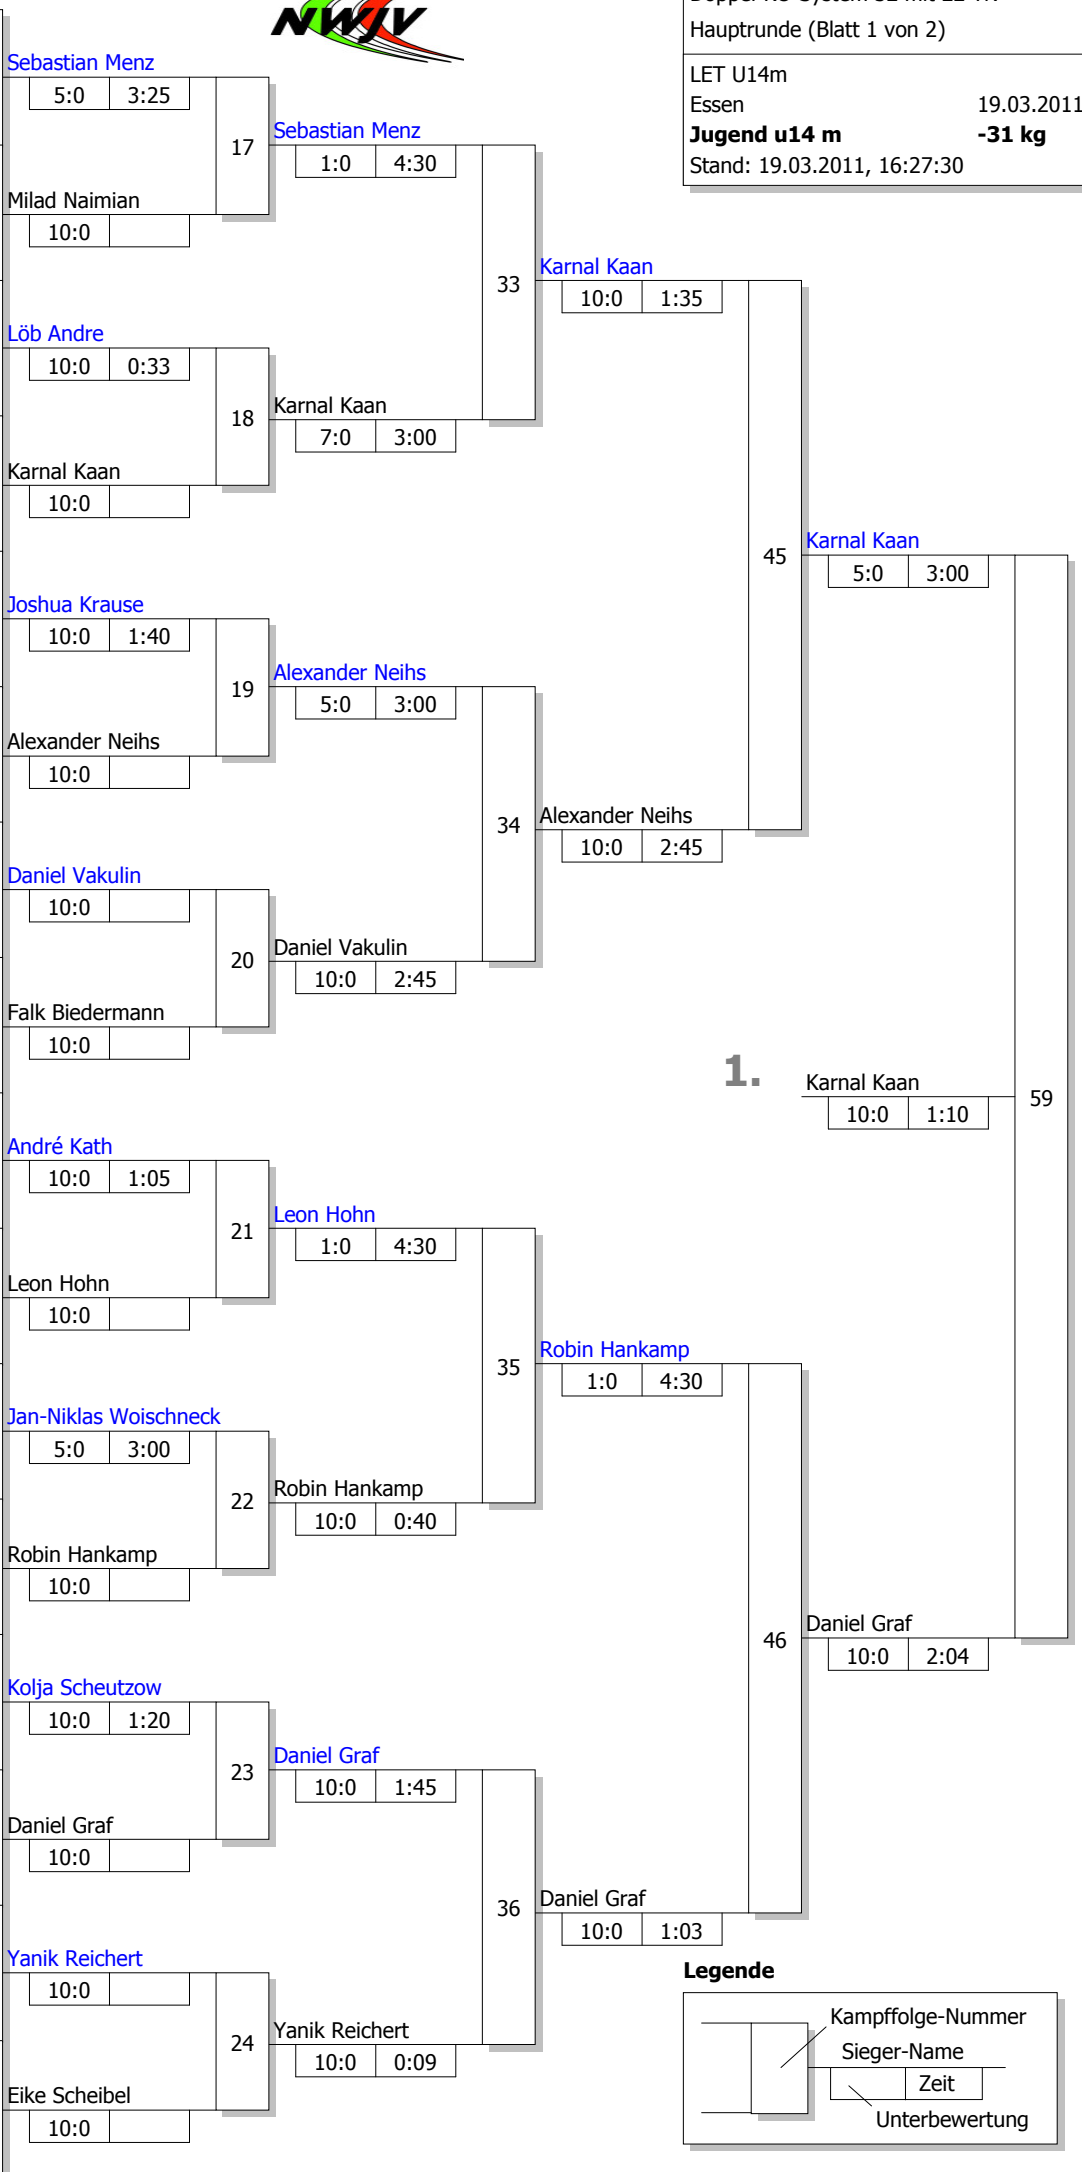 NWJV
Hauptrunde (Blatt 1 von 2)
LET U14m
Essen 19.03.2011
Jugend u14 m -31 kg
Stand: 19.03.2011, 16:27:30
Sebastian Menz
5:0 3:25
17
Milad Naimian
10:0
Sebastian Menz
1:0 4:30
Löb Andre
10:0 0:33
18
Karnal Kaan
10:0
Karnal Kaan
7:0 3:00
33
Karnal Kaan
10:0 1:35
Joshua Krause
10:0 1:40
19
Alexander Neihs
10:0
Alexander Neihs
5:0 3:00
Daniel Vakulin
10:0
20
Falk Biedermann
10:0
Daniel Vakulin
10:0 2:45
34
Alexander Neihs
10:0 2:45
45
Karnal Kaan
5:0 3:00
1.
Karnal Kaan
10:0 1:10
59
André Kath
10:0 1:05
21
Leon Hohn
10:0
Leon Hohn
1:0 4:30
Jan-Niklas Woischneck
5:0 3:00
22
Robin Hankamp
10:0
Robin Hankamp
10:0 0:40
35
Robin Hankamp
1:0 4:30
Kolja Scheutzow
10:0 1:20
23
Daniel Graf
10:0
Daniel Graf
10:0 1:45
Yanik Reichert
10:0
24
Eike Scheibel
10:0
Yanik Reichert
10:0 0:09
36
Daniel Graf
10:0 1:03
46
Daniel Graf
10:0 2:04
Legende
Kampffolge-Nummer
Sieger-Name
Zeit
Unterbewertung